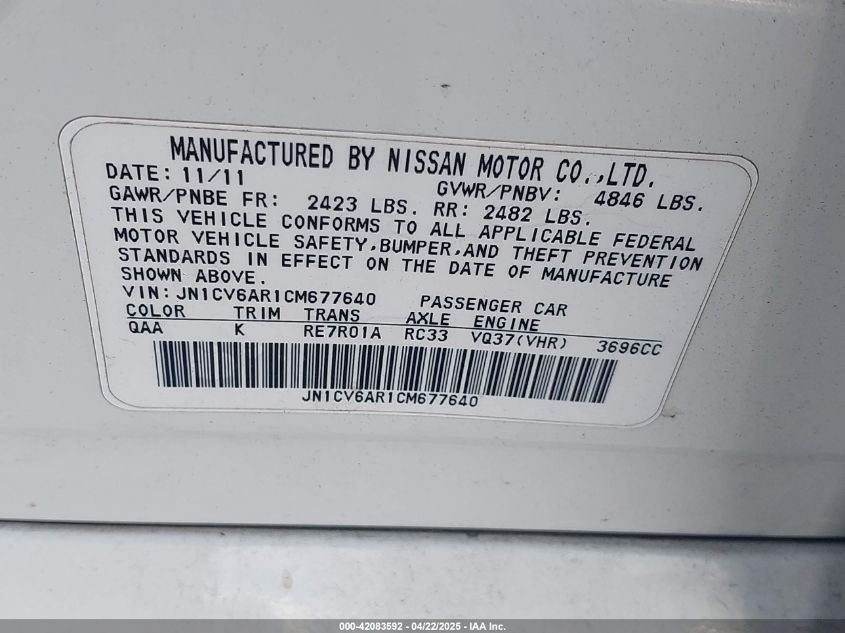 MANUFACTURED BY NISSAN MOTOR CO.,LTD.
DATE: 11/11 GVWR/PNBV: 4846 LBS.
GAWR/PNBE FR: 2423 LBS. RR: 2482 LBS.
THIS VEHICLE CONFORMS TO ALL APPLICABLE FEDERAL
MOTOR VEHICLE SAFETY,BUMPER,AND THEFT PREVENTION
STANDARDS IN EFFECT ON THE DATE OF MANUFACTURE
SHOWN ABOVE.
VIN: JN1CV6AR1CM677640 PASSENGER CAR
COLOR TRIM TRANS AXLE ENGINE
QAA K RE7R01A RC33 VQ37(VHR) 3696CC
JN1CV6AR1CM677640
000-42083592 - 04/22/2025 - IAA Inc.